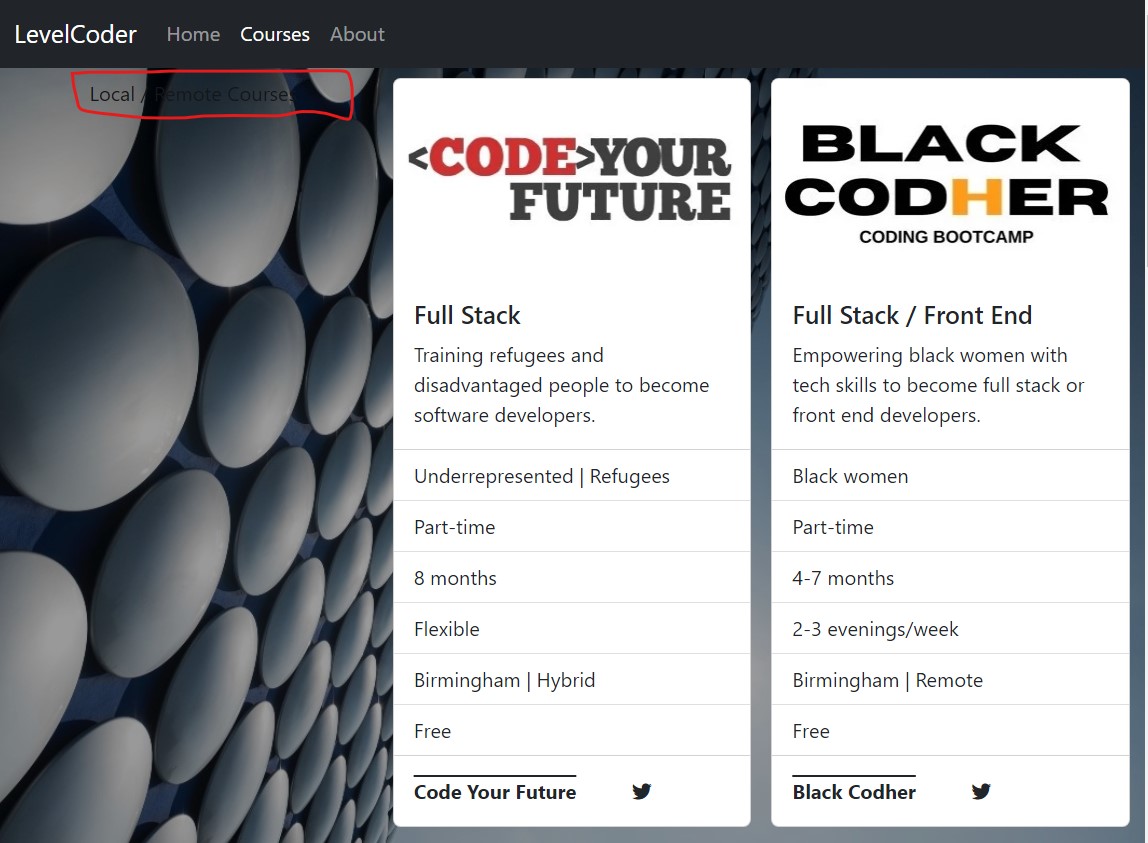 LevelCoder Home Courses About
Local / Remote Courses
<CODE>YOUR
FUTURE
Full Stack
Training refugees and
disadvantaged people to become
software developers.
Underrepresented | Refugees
Part-time
8 months
Flexible
Birmingham | Hybrid
Free
Code Your Future
BLACK
CODHER
CODING BOOTCAMP
Full Stack / Front End
Empowering black women with
tech skills to become full stack or
front end developers.
Black women
Part-time
4-7 months
2-3 evenings/week
Birmingham | Remote
Free
Black Codher